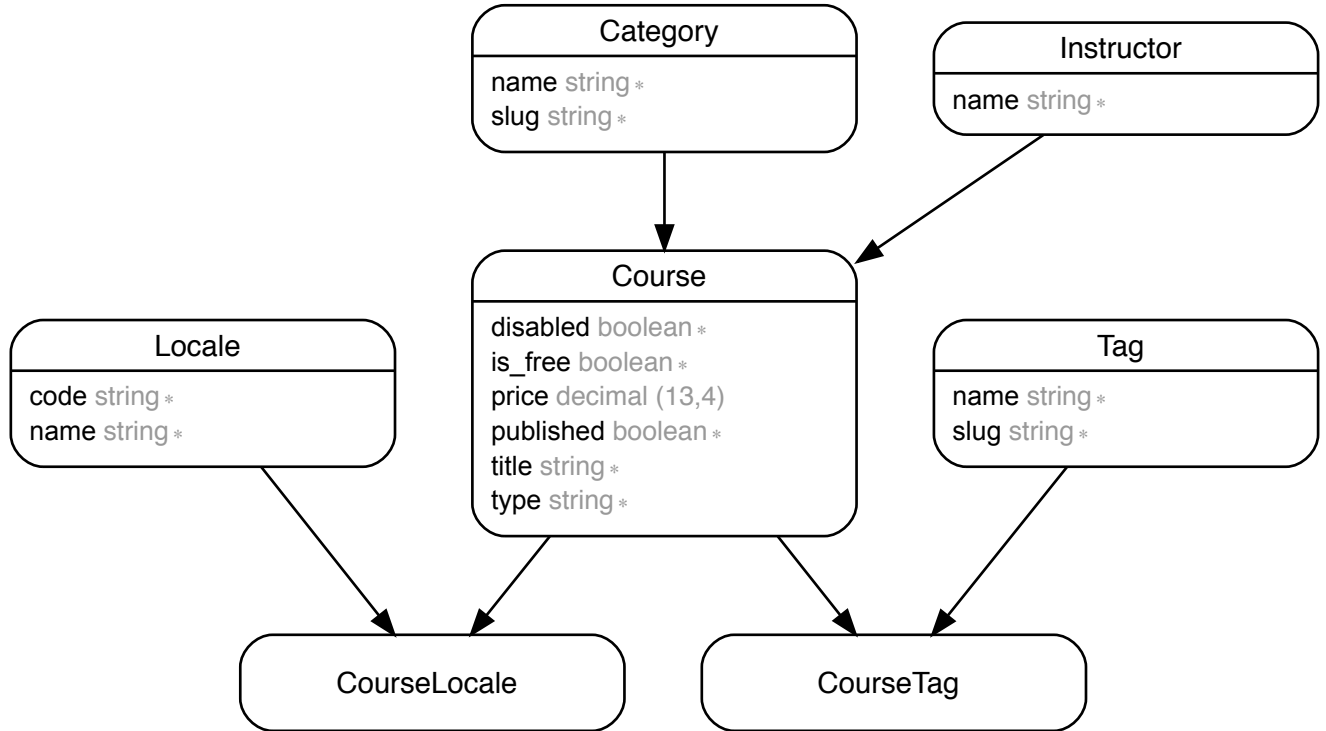 Category
name string *
slug string *
Instructor
name string *
Course
disabled boolean *
is_free boolean *
price decimal (13,4)
published boolean *
title string *
type string *
Locale
code string *
name string *
Tag
name string *
slug string *
CourseLocale
CourseTag